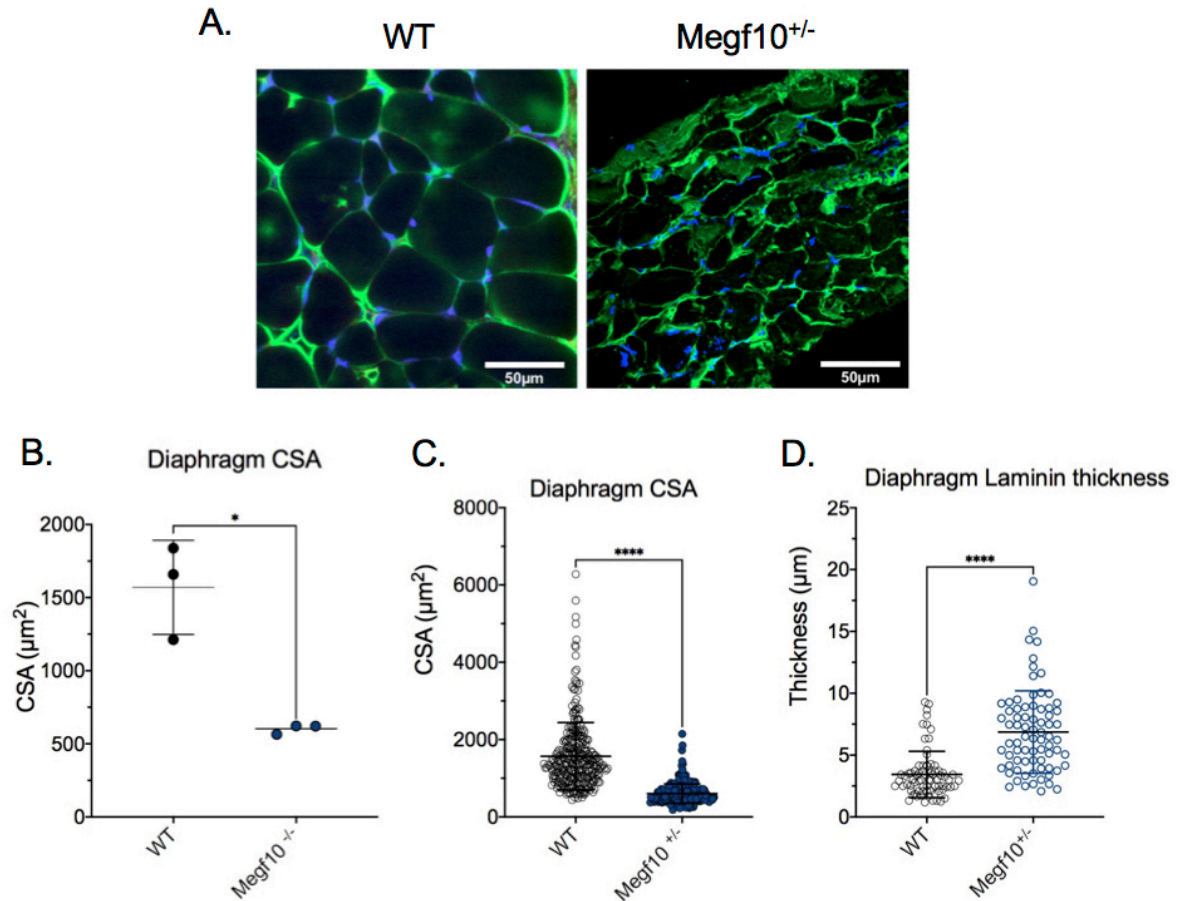 A.
WT
Megf10+/-
50µm
50µm
B.
Diaphragm CSA
CSA (µm²)
2000
1500
1000
500
0
*
WT
Megf10 -/-
C.
Diaphragm CSA
CSA (µm²)
8000
6000
4000
2000
0
****
WT
Megf10 +/-
D.
Diaphragm Laminin thickness
Thickness (µm)
25
20
15
10
5
0
****
WT
Megf10+/-